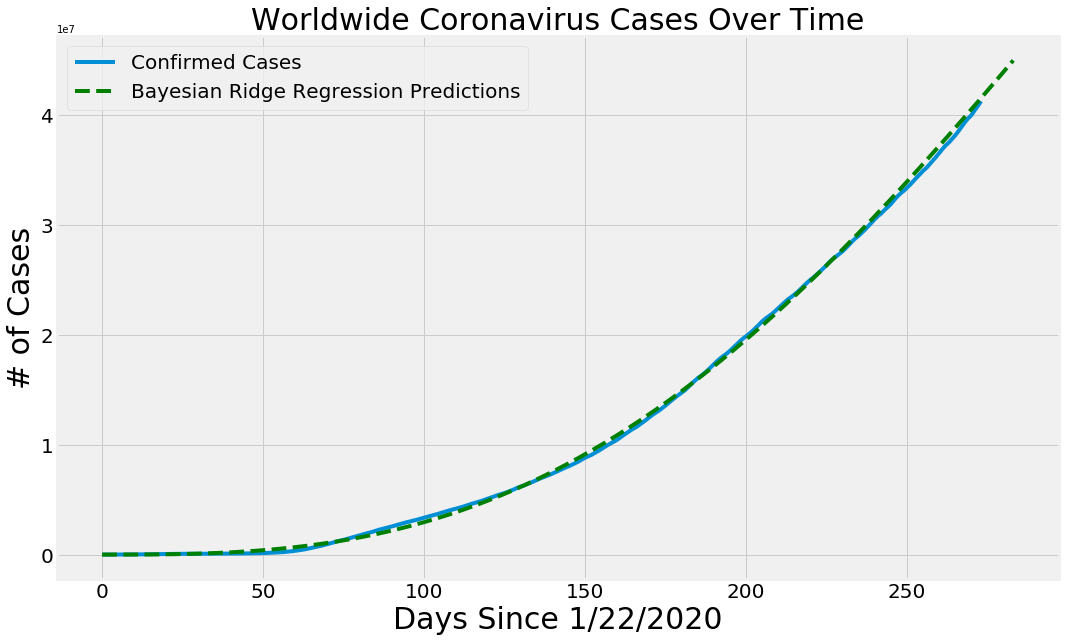 Worldwide Coronavirus Cases Over Time
1e7
Confirmed Cases
Bayesian Ridge Regression Predictions
4
3
2
1
0
# of Cases
0 50 100 150 200 250
Days Since 1/22/2020